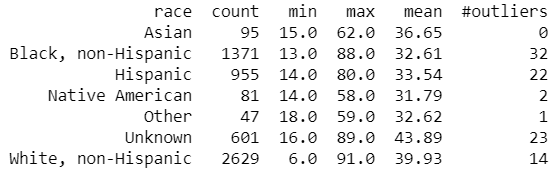 race count min max mean #outliers
Asian 95 15.0 62.0 36.65 0
Black, non-Hispanic 1371 13.0 88.0 32.61 32
Hispanic 955 14.0 80.0 33.54 22
Native American 81 14.0 58.0 31.79 2
Other 47 18.0 59.0 32.62 1
Unknown 601 16.0 89.0 43.89 23
White, non-Hispanic 2629 6.0 91.0 39.93 14